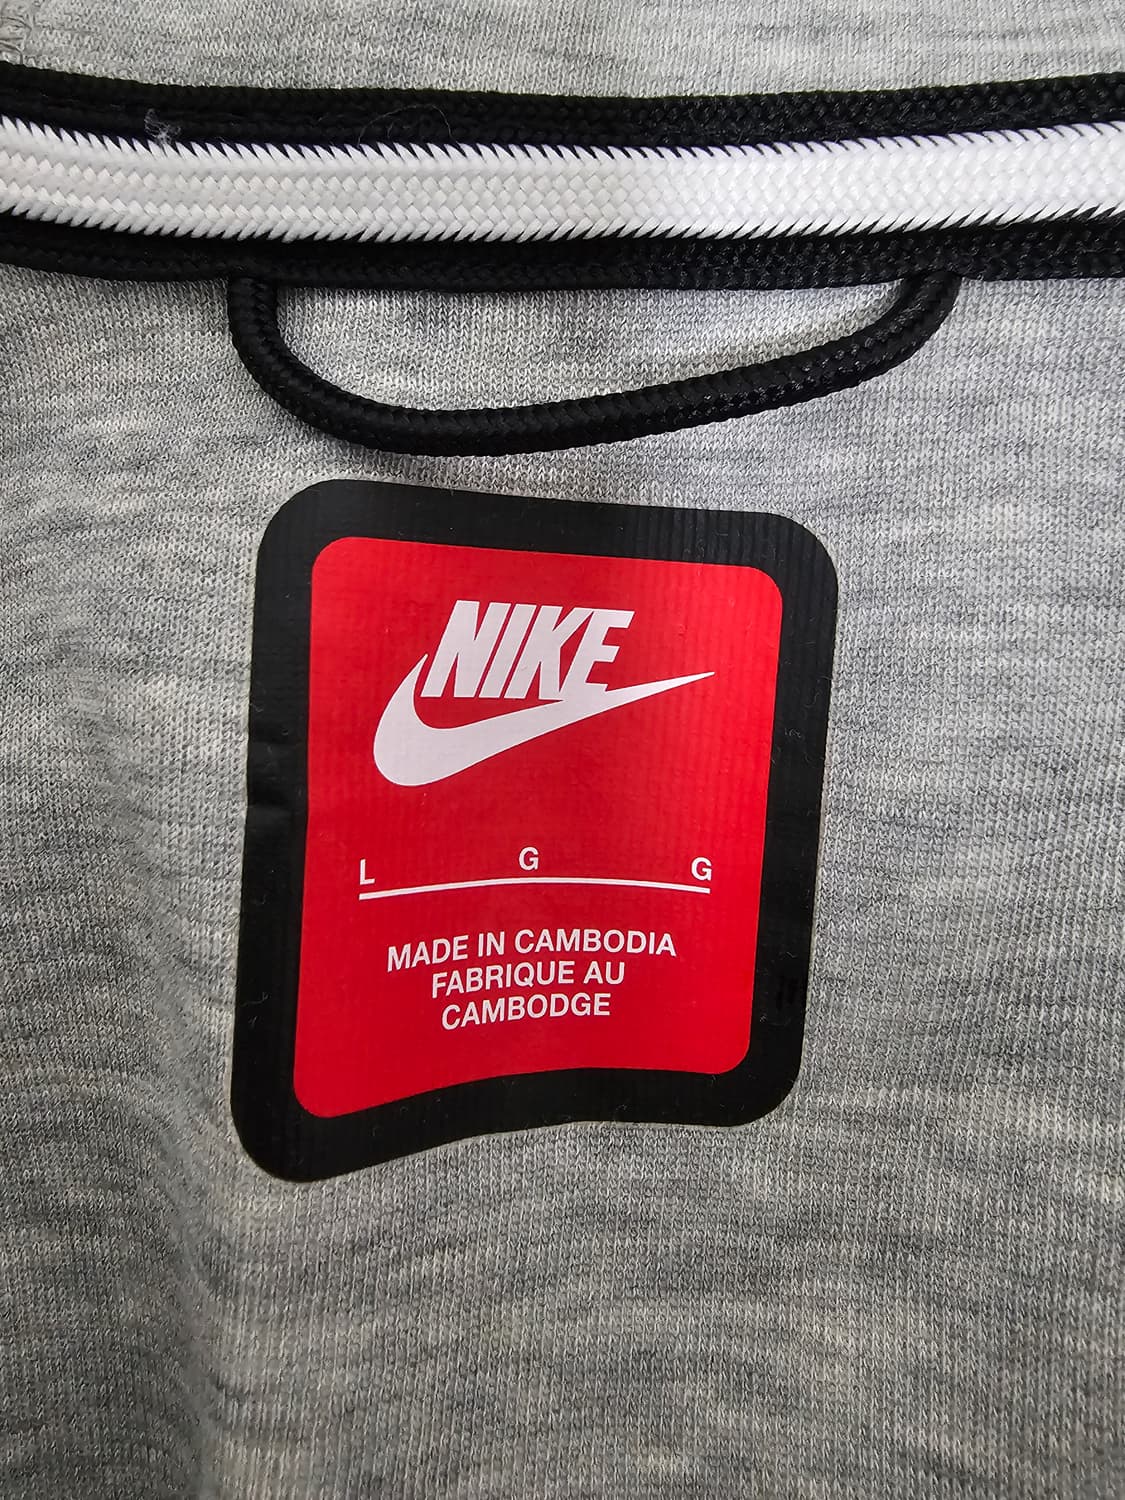 NIKE
L G G
MADE IN CAMBODIA
FABRIQUE AU
CAMBODGE